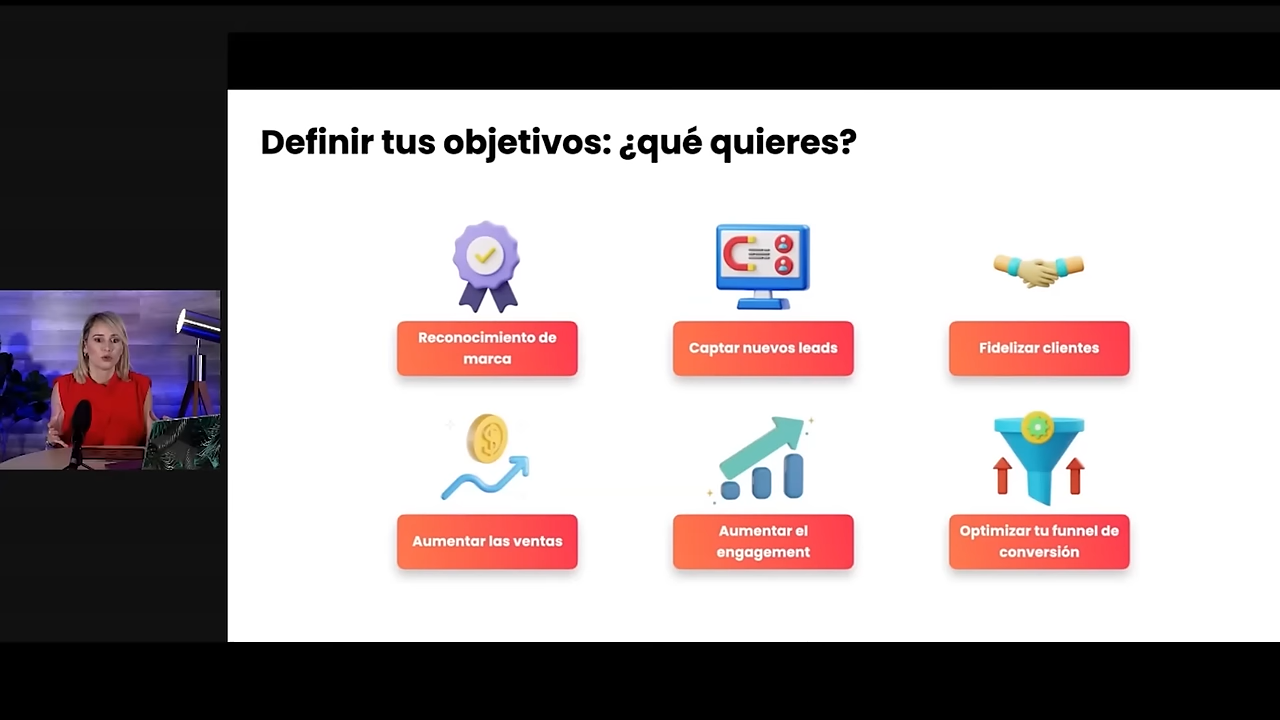 Definir tus objetivos: ¿qué quieres?
Reconocimiento de
marca
Captar nuevos leads
Fidelizar clientes
Aumentar las ventas
Aumentar el
engagement
Optimizar tu funnel de
conversión